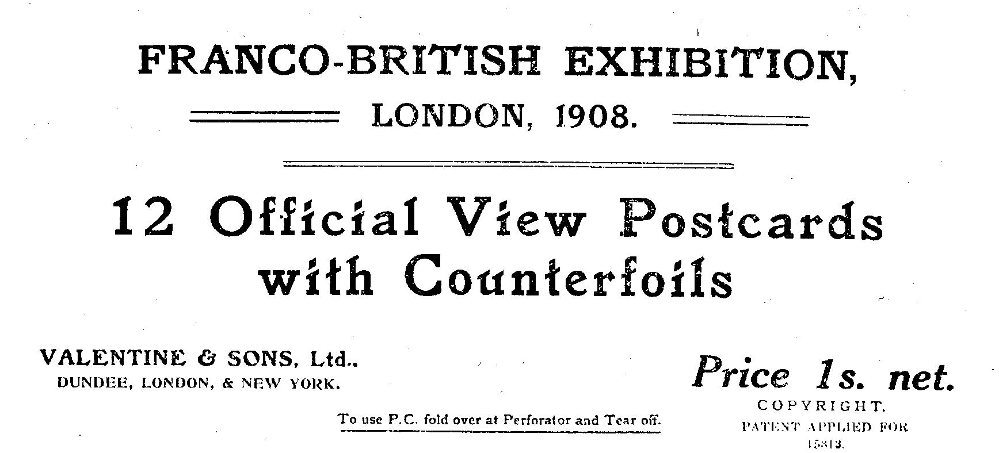 FRANCO-BRITISH EXHIBITION,
LONDON, 1908.
12 Official View Postcards
with Counterfoils
VALENTINE & SONS, Ltd.,
DUNDEE, LONDON, & NEW YORK.
Price 1s. net.
COPYRIGHT.
PATENT APPLIED FOR
To use P.C. fold over at Perforator and Tear off.